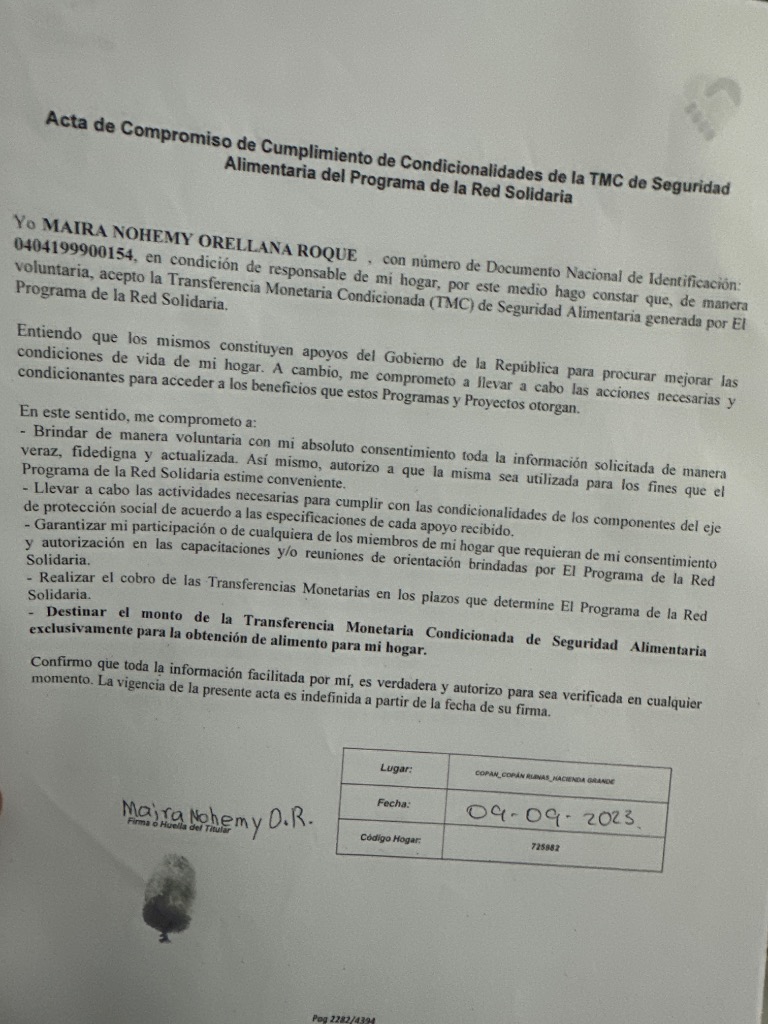 Acta de Compromiso de Cumplimiento de Condicionalidades de la TMC de Seguridad
Alimentaria del Programa de la Red Solidaria
Yo MAIRA NOHEMY ORELLANA ROQUE , con número de Documento Nacional de Identificación:
0404199900154, en condición de responsable de mi hogar, por este medio hago constar que, de manera
voluntaria, acepto la Transferencia Monetaria Condicionada (TMC) de Seguridad Alimentaria generada por El
Programa de la Red Solidaria.
Entiendo que los mismos constituyen apoyos del Gobierno de la República para procurar mejorar las
condiciones de vida de mi hogar. A cambio, me comprometo a llevar a cabo las acciones necesarias y
condicionantes para acceder a los beneficios que estos Programas y Proyectos otorgan.
En este sentido, me comprometo a:
- Brindar de manera voluntaria con mi absoluto consentimiento toda la información solicitada de manera
veraz, fidedigna y actualizada. Así mismo, autorizo a que la misma sea utilizada para los fines que el
Programa de la Red Solidaria estime conveniente.
- Llevar a cabo las actividades necesarias para cumplir con las condicionalidades de los componentes del eje
de protección social de acuerdo a las especificaciones de cada apoyo recibido.
- Garantizar mi participación o de cualquiera de los miembros de mi hogar que requieran de mi consentimiento
y autorización en las capacitaciones y/o reuniones de orientación brindadas por El Programa de la Red
Solidaria.
- Realizar el cobro de las Transferencias Monetarias en los plazos que determine El Programa de la Red
Solidaria.
- Destinar el monto de la Transferencia Monetaria Condicionada de Seguridad Alimentaria
exclusivamente para la obtención de alimento para mi hogar.
Confirmo que toda la información facilitada por mí, es verdadera y autorizo para sea verificada en cualquier
momento. La vigencia de la presente acta es indefinida a partir de la fecha de su firma.
Lugar: COPAN_COPÁN RUINAS_HACIENDA GRANDE
Fecha: 09-09-2023.
Código Hogar: 725882
Maira Nohemy O.R.
Firma o Huella del Titular
Pag 2282/4394